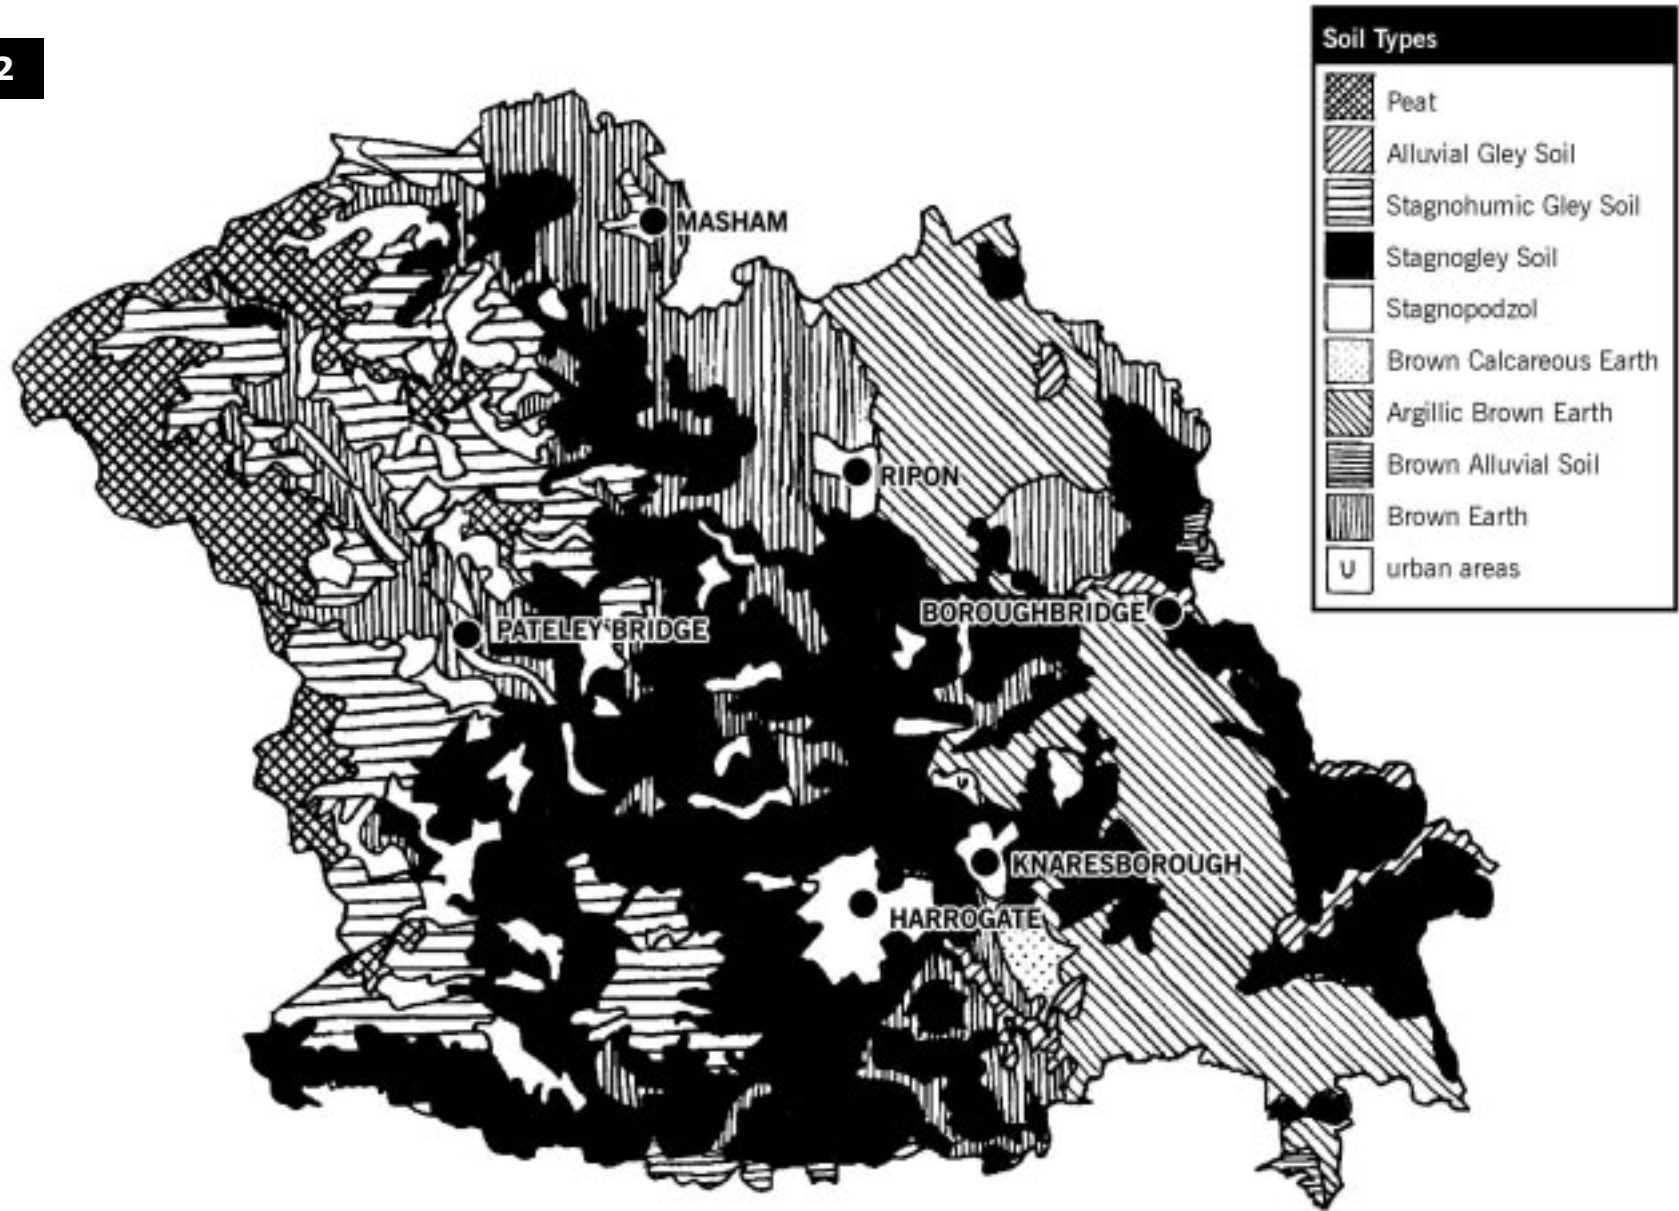 2
Soil Types
Peat
Alluvial Gley Soil
Stagnohumic Gley Soil
Stagnogley Soil
Stagnopodzol
Brown Calcareous Earth
Argillic Brown Earth
Brown Alluvial Soil
Brown Earth
U urban areas
MASHAM
RIPON
BOROUGHBRIDGE
PATELEY BRIDGE
U
KNARESBOROUGH
HARROGATE